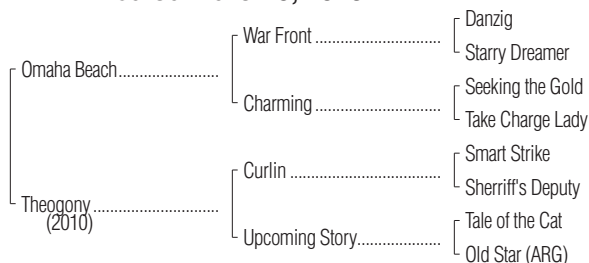 War Front
Danzig
Starry Dreamer
Omaha Beach
Charming
Seeking the Gold
Take Charge Lady
Curlin
Smart Strike
Sherriff's Deputy
Theogony
(2010)
Upcoming Story
Tale of the Cat
Old Star (ARG)